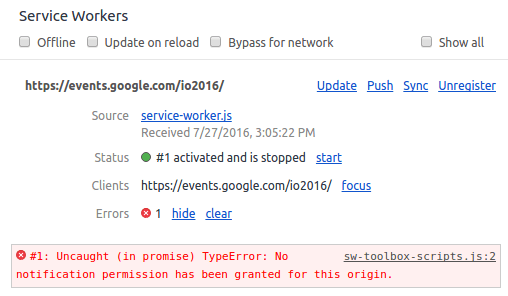 Service Workers
Offline Update on reload Bypass for network Show all
https://events.google.com/io2016/ Update Push Sync Unregister
Source service-worker.js
Received 7/27/2016, 3:05:22 PM
Status #1 activated and is stopped start
Clients https://events.google.com/io2016/ focus
Errors 1 hide clear
#1: Uncaught (in promise) TypeError: No sw-toolbox-scripts.js:2
notification permission has been granted for this origin.